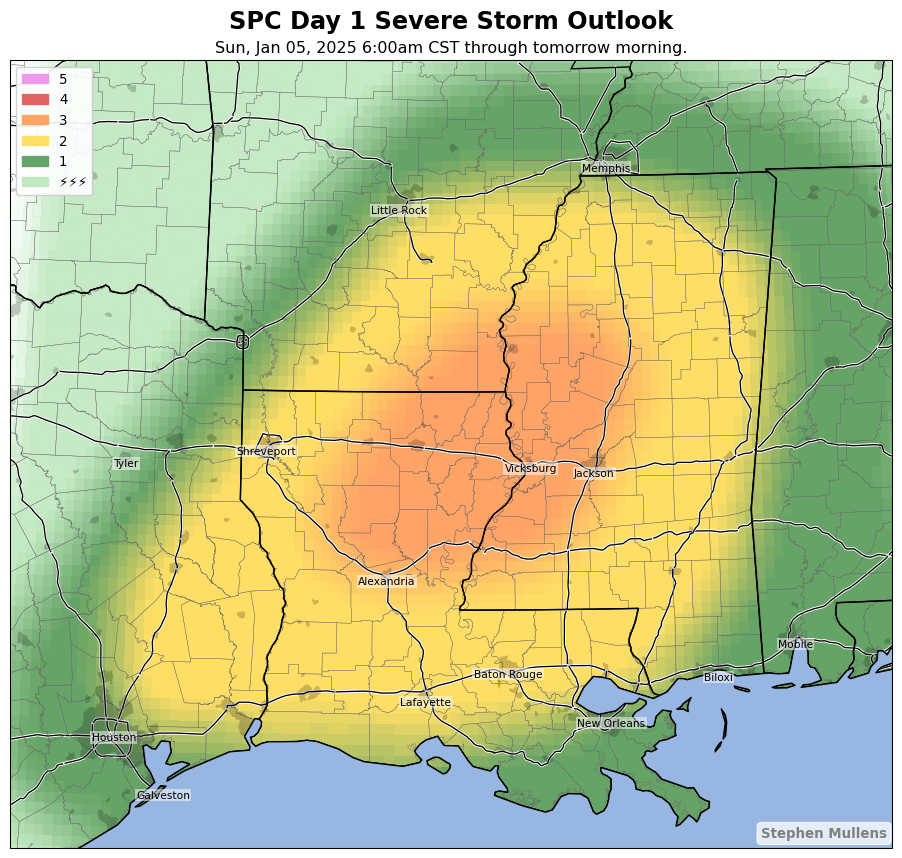 SPC Day 1 Severe Storm Outlook
Sun, Jan 05, 2025 6:00am CST through tomorrow morning.
5
4
3
2
1
⚡⚡⚡
Memphis
Little Rock
Shreveport
Tyler
Vicksburg
Jackson
Alexandria
Mobile
Baton Rouge
Biloxi
Lafayette
New Orleans
Houston
Galveston
Stephen Mullens